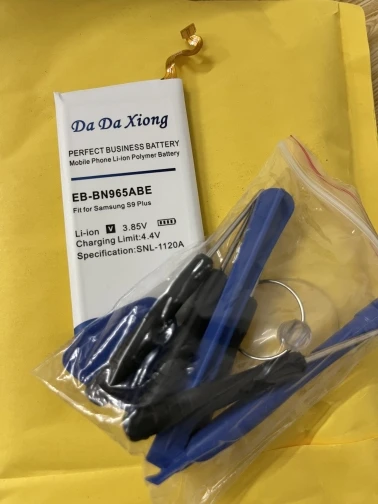 Da Da Xiong
PERFECT BUSINESS BATTERY
Mobile Phone Li-ion Polymer Battery
EB-BN965ABE
Fit for Samsung S9 Plus
Li-ion V 3.85V
Charging Limit:4.4V
Specification:SNL-1120A